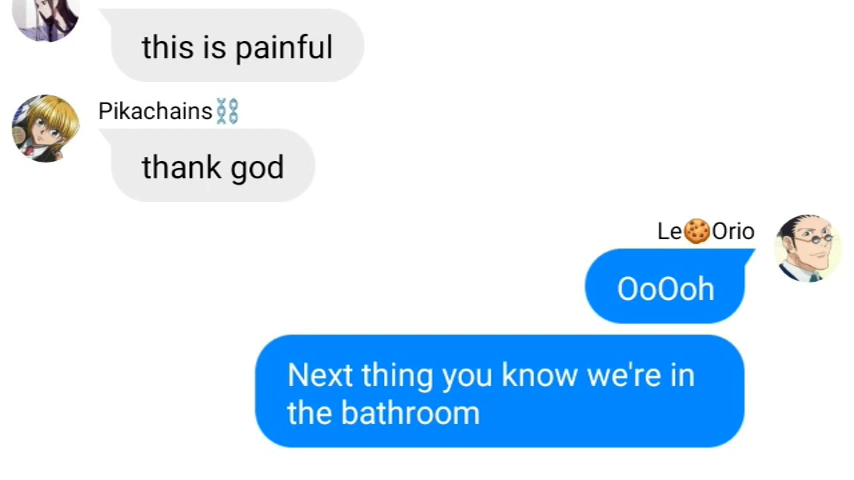 this is painful
Pikachains⛓️
thank god
Le🍪Orio
OoOoh
Next thing you know we're in
the bathroom